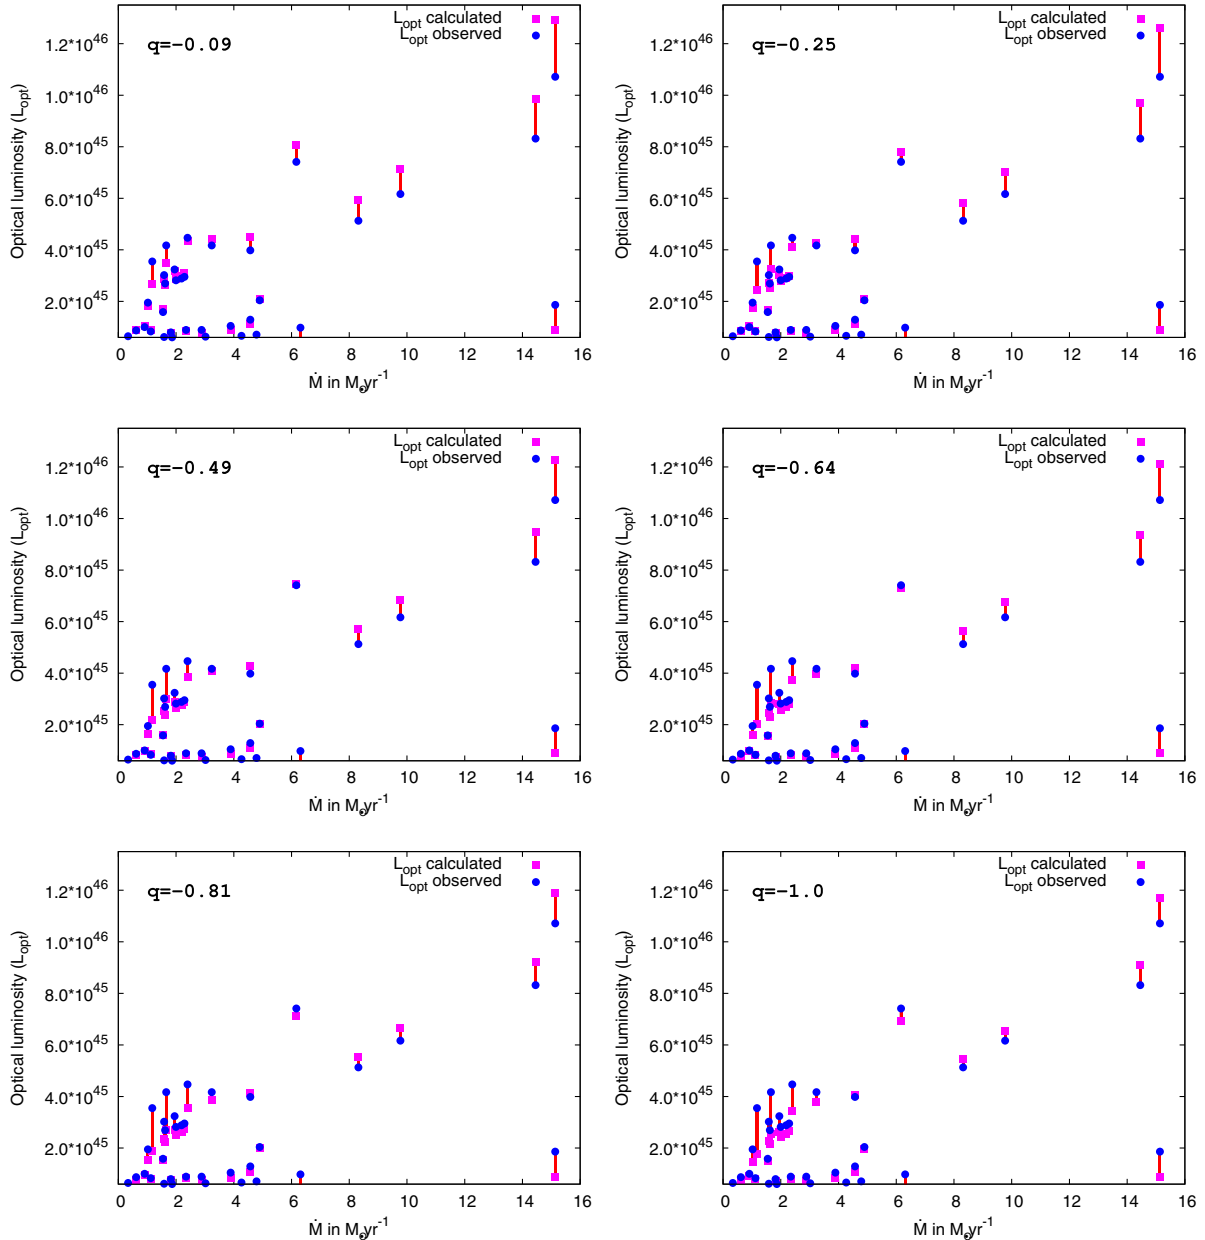 L_opt calculated
L_opt observed
q=-0.09
1.2*10^46
1.0*10^46
8.0*10^45
6.0*10^45
4.0*10^45
2.0*10^45
Optical luminosity (L_opt)
0 2 4 6 8 10 12 14 16
Ṁ in M_⊙yr^-1
L_opt calculated
L_opt observed
q=-0.25
1.2*10^46
1.0*10^46
8.0*10^45
6.0*10^45
4.0*10^45
2.0*10^45
Optical luminosity (L_opt)
0 2 4 6 8 10 12 14 16
Ṁ in M_⊙yr^-1
L_opt calculated
L_opt observed
q=-0.49
1.2*10^46
1.0*10^46
8.0*10^45
6.0*10^45
4.0*10^45
2.0*10^45
Optical luminosity (L_opt)
0 2 4 6 8 10 12 14 16
Ṁ in M_⊙yr^-1
L_opt calculated
L_opt observed
q=-0.64
1.2*10^46
1.0*10^46
8.0*10^45
6.0*10^45
4.0*10^45
2.0*10^45
Optical luminosity (L_opt)
0 2 4 6 8 10 12 14 16
Ṁ in M_⊙yr^-1
L_opt calculated
L_opt observed
q=-0.81
1.2*10^46
1.0*10^46
8.0*10^45
6.0*10^45
4.0*10^45
2.0*10^45
Optical luminosity (L_opt)
0 2 4 6 8 10 12 14 16
Ṁ in M_⊙yr^-1
L_opt calculated
L_opt observed
q=-1.0
1.2*10^46
1.0*10^46
8.0*10^45
6.0*10^45
4.0*10^45
2.0*10^45
Optical luminosity (L_opt)
0 2 4 6 8 10 12 14 16
Ṁ in M_⊙yr^-1